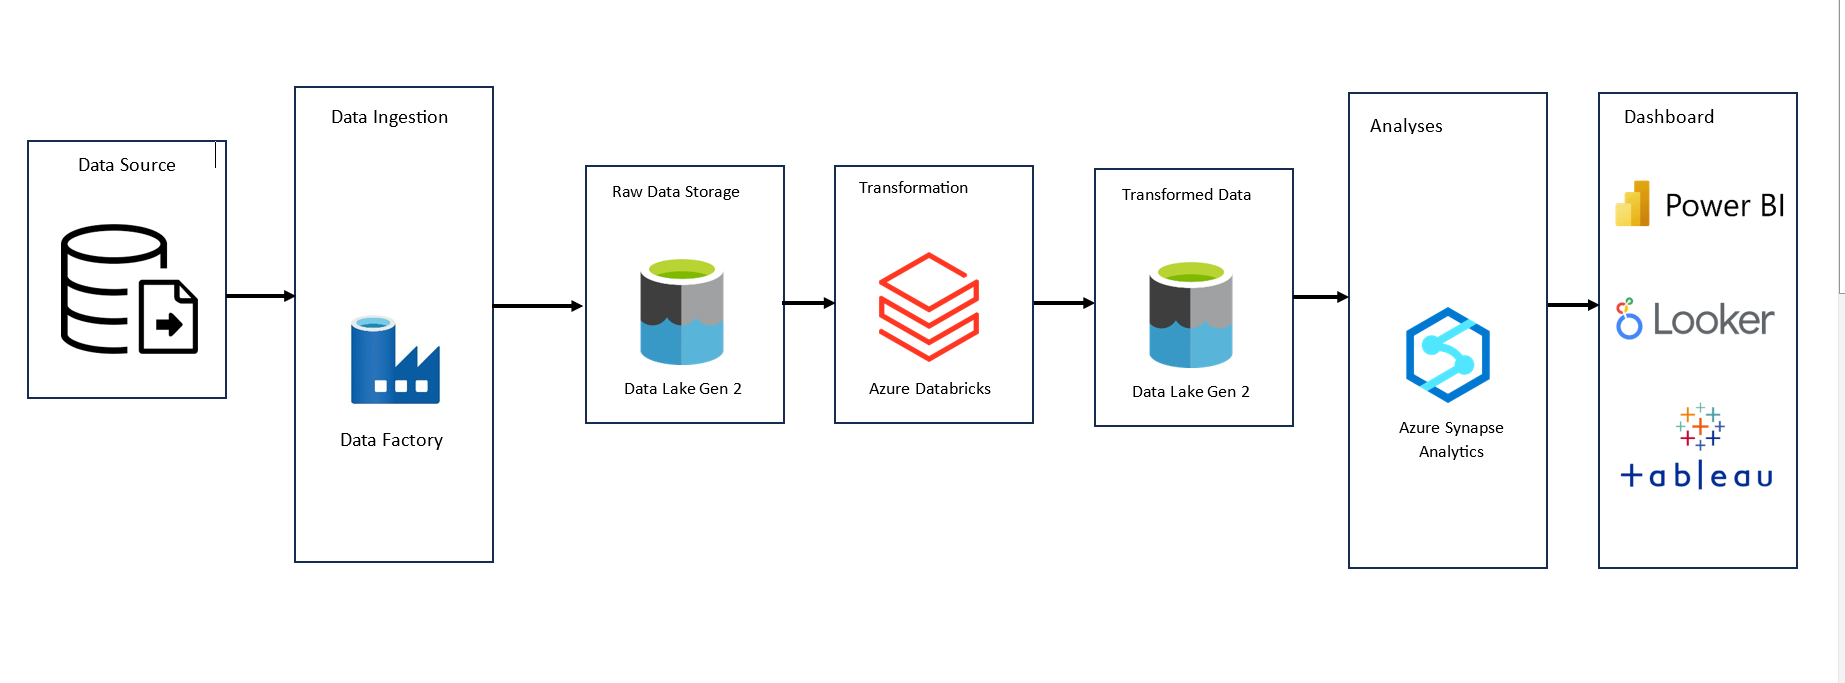 Data Source
Data Ingestion
Data Factory
Raw Data Storage
Data Lake Gen 2
Transformation
Azure Databricks
Transformed Data
Data Lake Gen 2
Analyses
Azure Synapse
Analytics
Dashboard
Power BI
Looker
+ableau